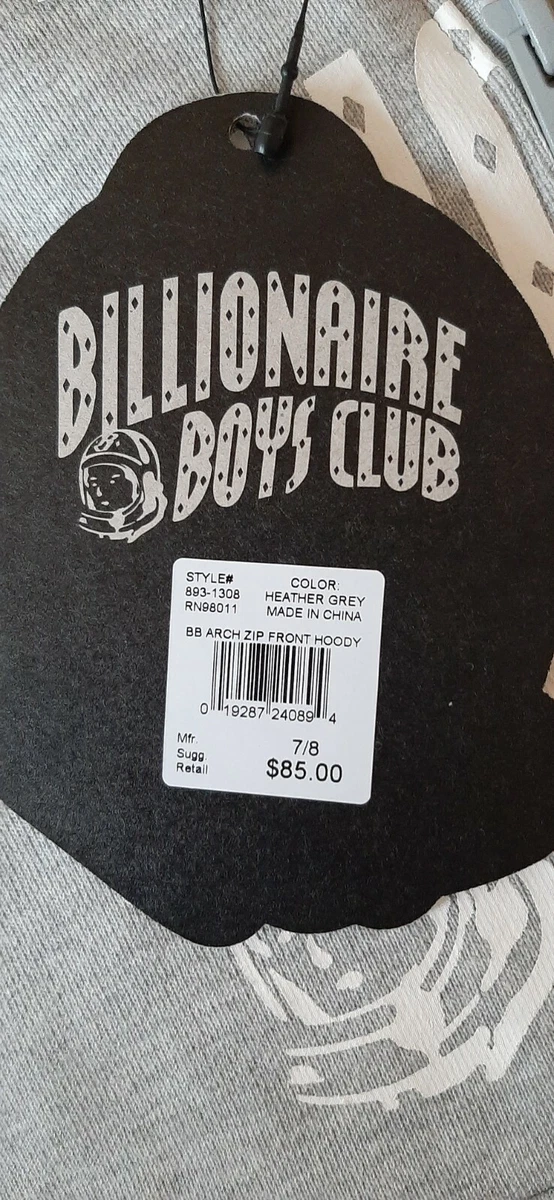 BILLIONAIRE
BOYS CLUB
STYLE#
893-1308
RN98011
COLOR:
HEATHER GREY
MADE IN CHINA
BB ARCH ZIP FRONT HOODY
0 19287 24089 4
Mfr.
Sugg.
Retail
7/8
$85.00